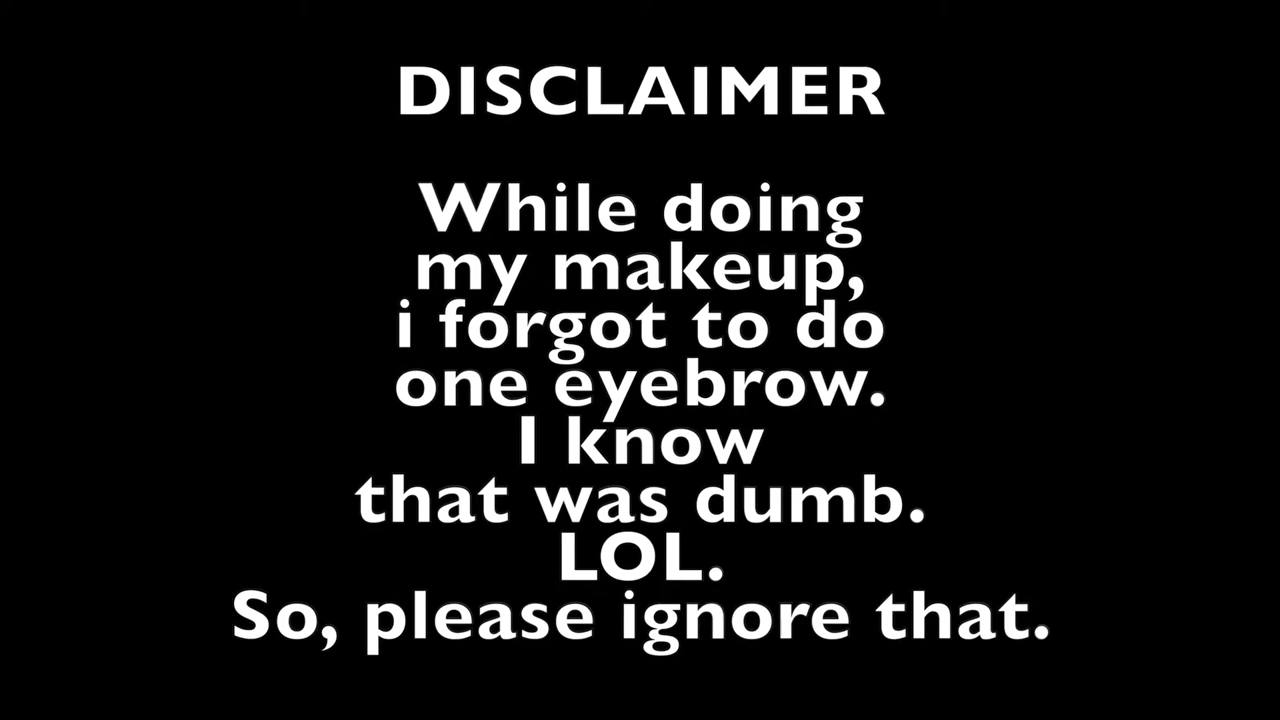 DISCLAIMER
While doing
my makeup,
i forgot to do
one eyebrow.
I know
that was dumb.
LOL.
So, please ignore that.